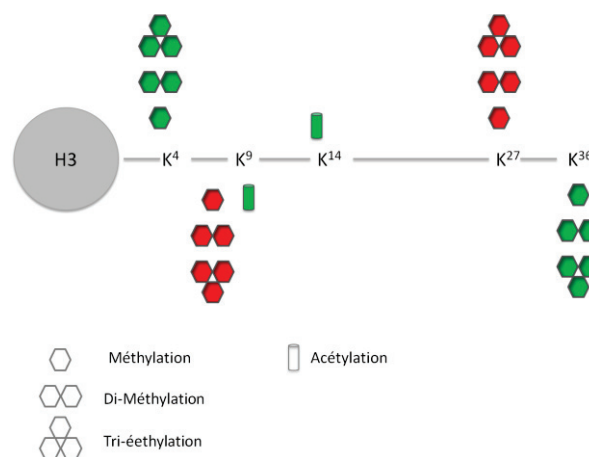 H3 K⁴ K⁹ K¹⁴ K²⁷ K³⁶
Méthylation Acétylation
Di-Méthylation
Tri-éethylation